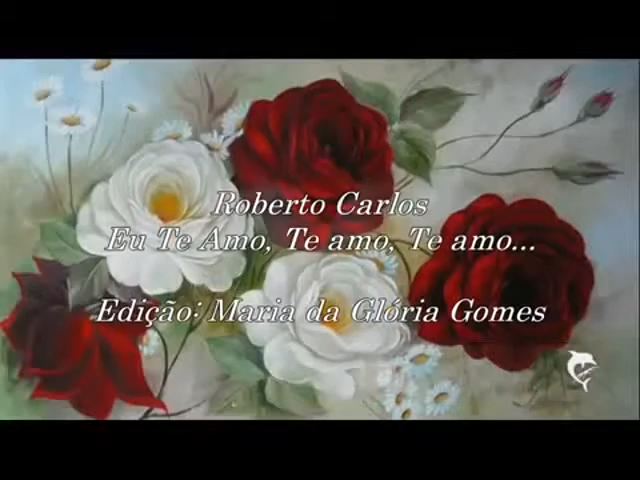 Roberto Carlos
Eu Te Amo, Te amo, Te amo...
Edição: Maria da Glória Gomes